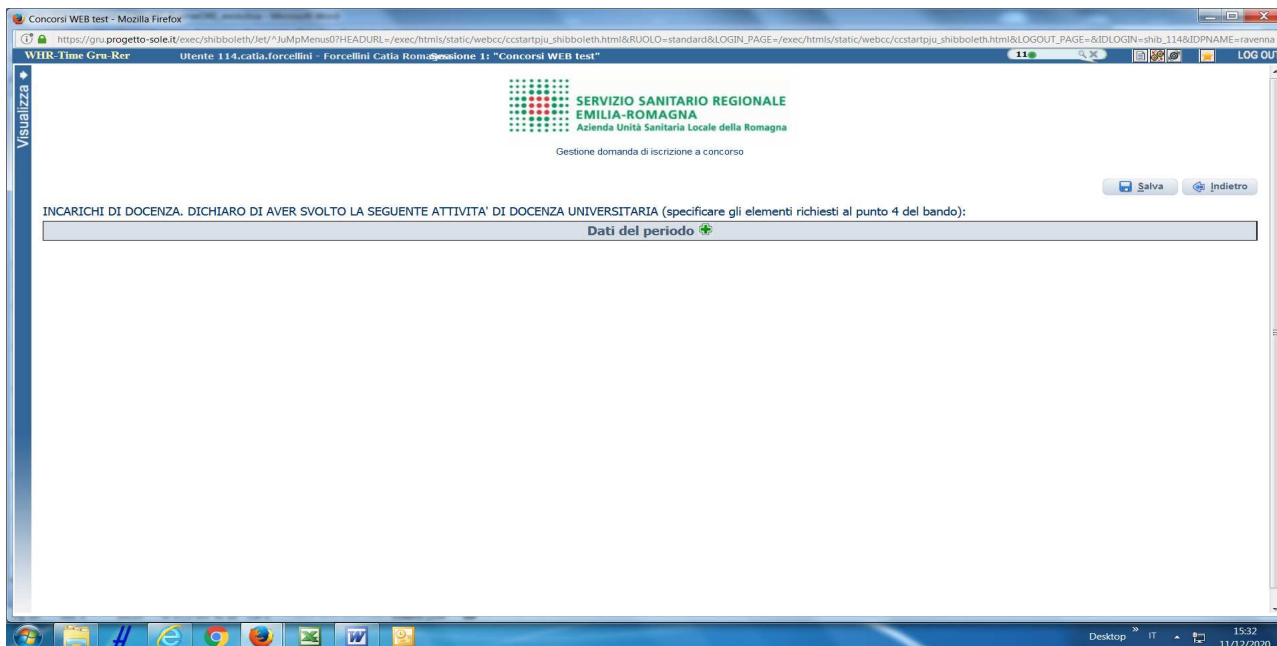 Concorsi WEB test - Mozilla Firefox
https://gru.progetto-sole.it/exec/shibboleth/Jet/^JuMpMenus0?HEADURL=/exec/htmls/static/webcc/ccstartpju_shibboleth.html&RUOLO=standard&LOGIN_PAGE=/exec/htmls/static/webcc/ccstartpju_shibboleth.html&LOGOUT_PAGE=&IDLOGIN=shib_114&IDPNAME=ravenna
WHR-Time Gru-Rer Utente 114.catia.forcellini - Forcellini Catia Sessione 1: "Concorsi WEB test" 11 LOG OUT
Visualizza
SERVIZIO SANITARIO REGIONALE
EMILIA-ROMAGNA
Azienda Unità Sanitaria Locale della Romagna
Gestione domanda di iscrizione a concorso
Salva Indietro
INCARICHI DI DOCENZA. DICHIARO DI AVER SVOLTO LA SEGUENTE ATTIVITA' DI DOCENZA UNIVERSITARIA (specificare gli elementi richiesti al punto 4 del bando):
Dati del periodo
Desktop » IT 15:32
11/12/2020